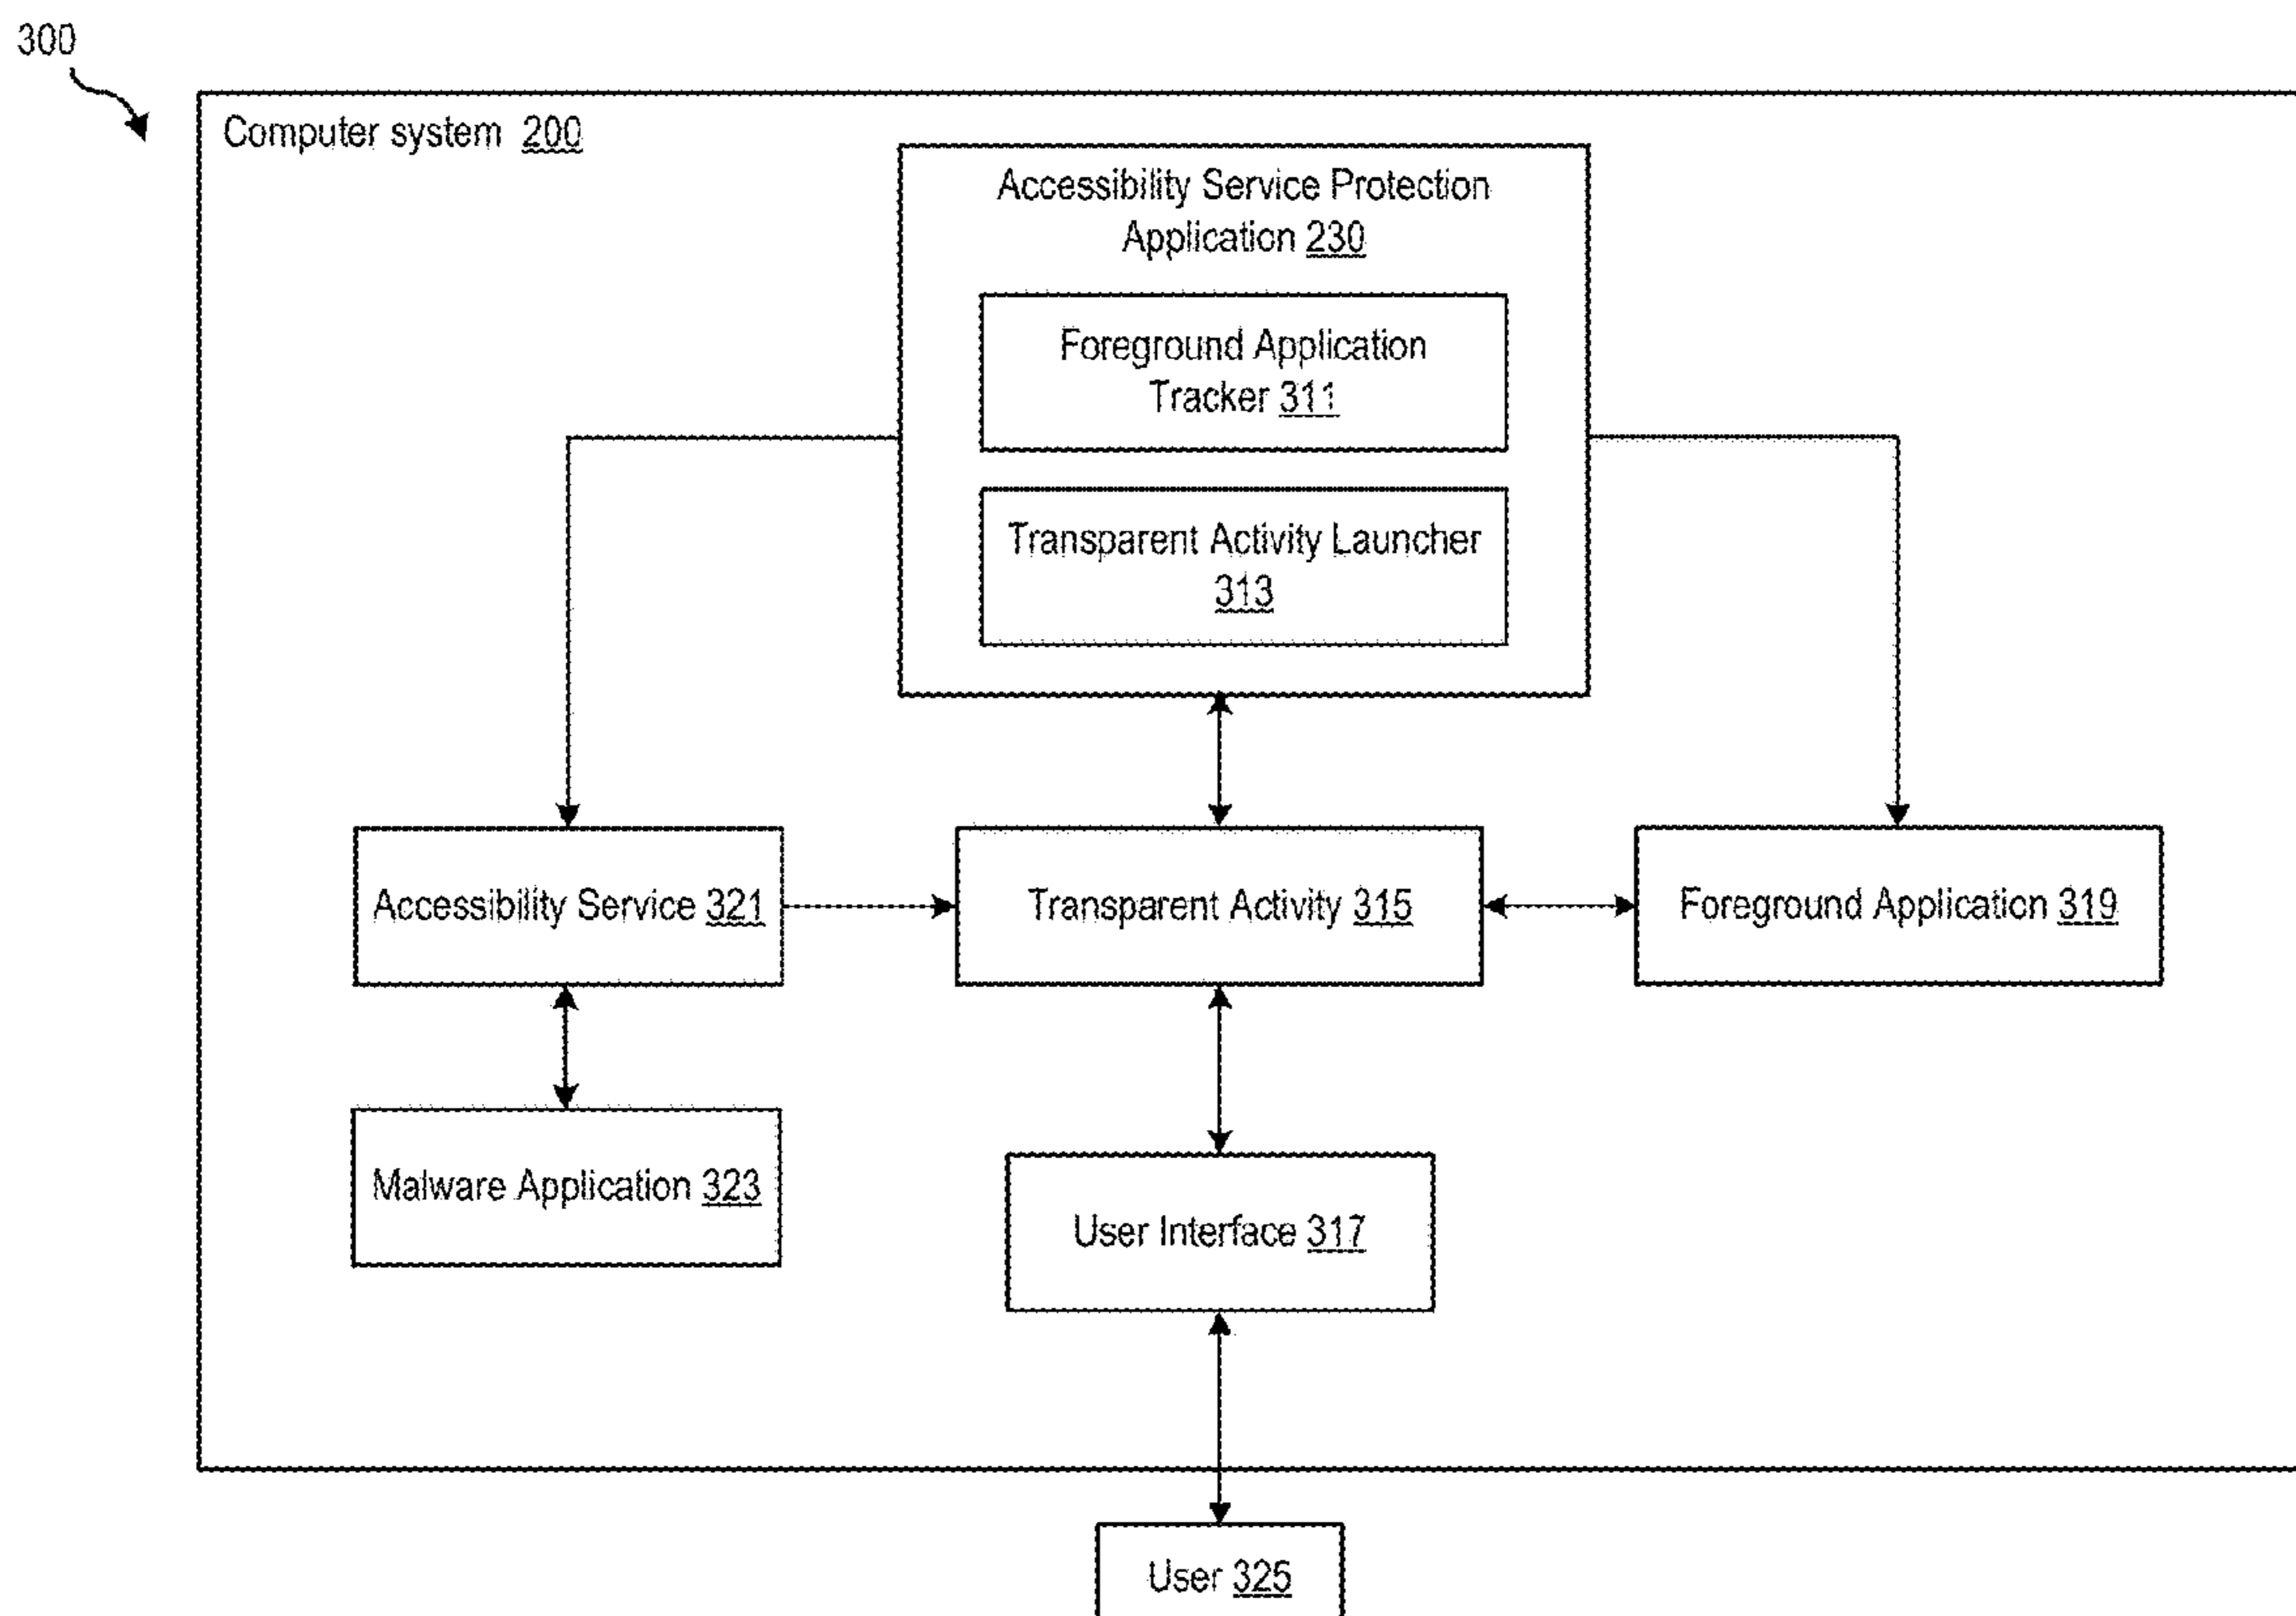 300
Computer system 200
Accessibility Service Protection
Application 230
Foreground Application
Tracker 311
Transparent Activity Launcher
313
Accessibility Service 321
Transparent Activity 315
Foreground Application 319
Malware Application 323
User Interface 317
User 325